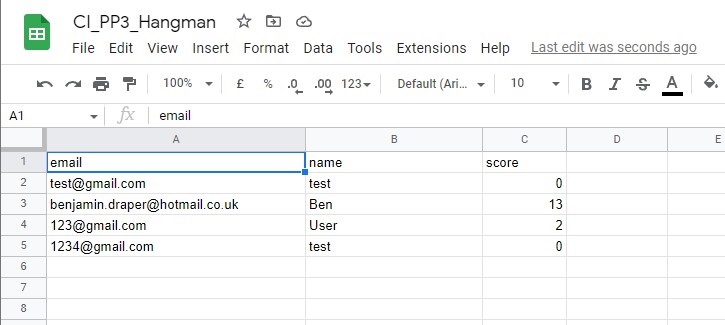 CI_PP3_Hangman
File Edit View Insert Format Data Tools Extensions Help Last edit was seconds ago
100% £ % .0 .00 123 Default (Ari... 10 B I S A
A1 fx email
A B C D E
1 email name score
2 test@gmail.com test 0
3 benjamin.draper@hotmail.co.uk Ben 13
4 123@gmail.com User 2
5 1234@gmail.com test 0
6
7
8